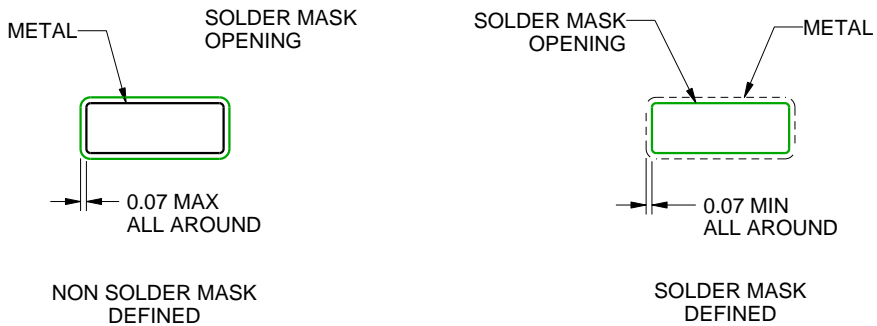 METAL
SOLDER MASK
OPENING
0.07 MAX
ALL AROUND
NON SOLDER MASK
DEFINED
SOLDER MASK
OPENING
METAL
0.07 MIN
ALL AROUND
SOLDER MASK
DEFINED